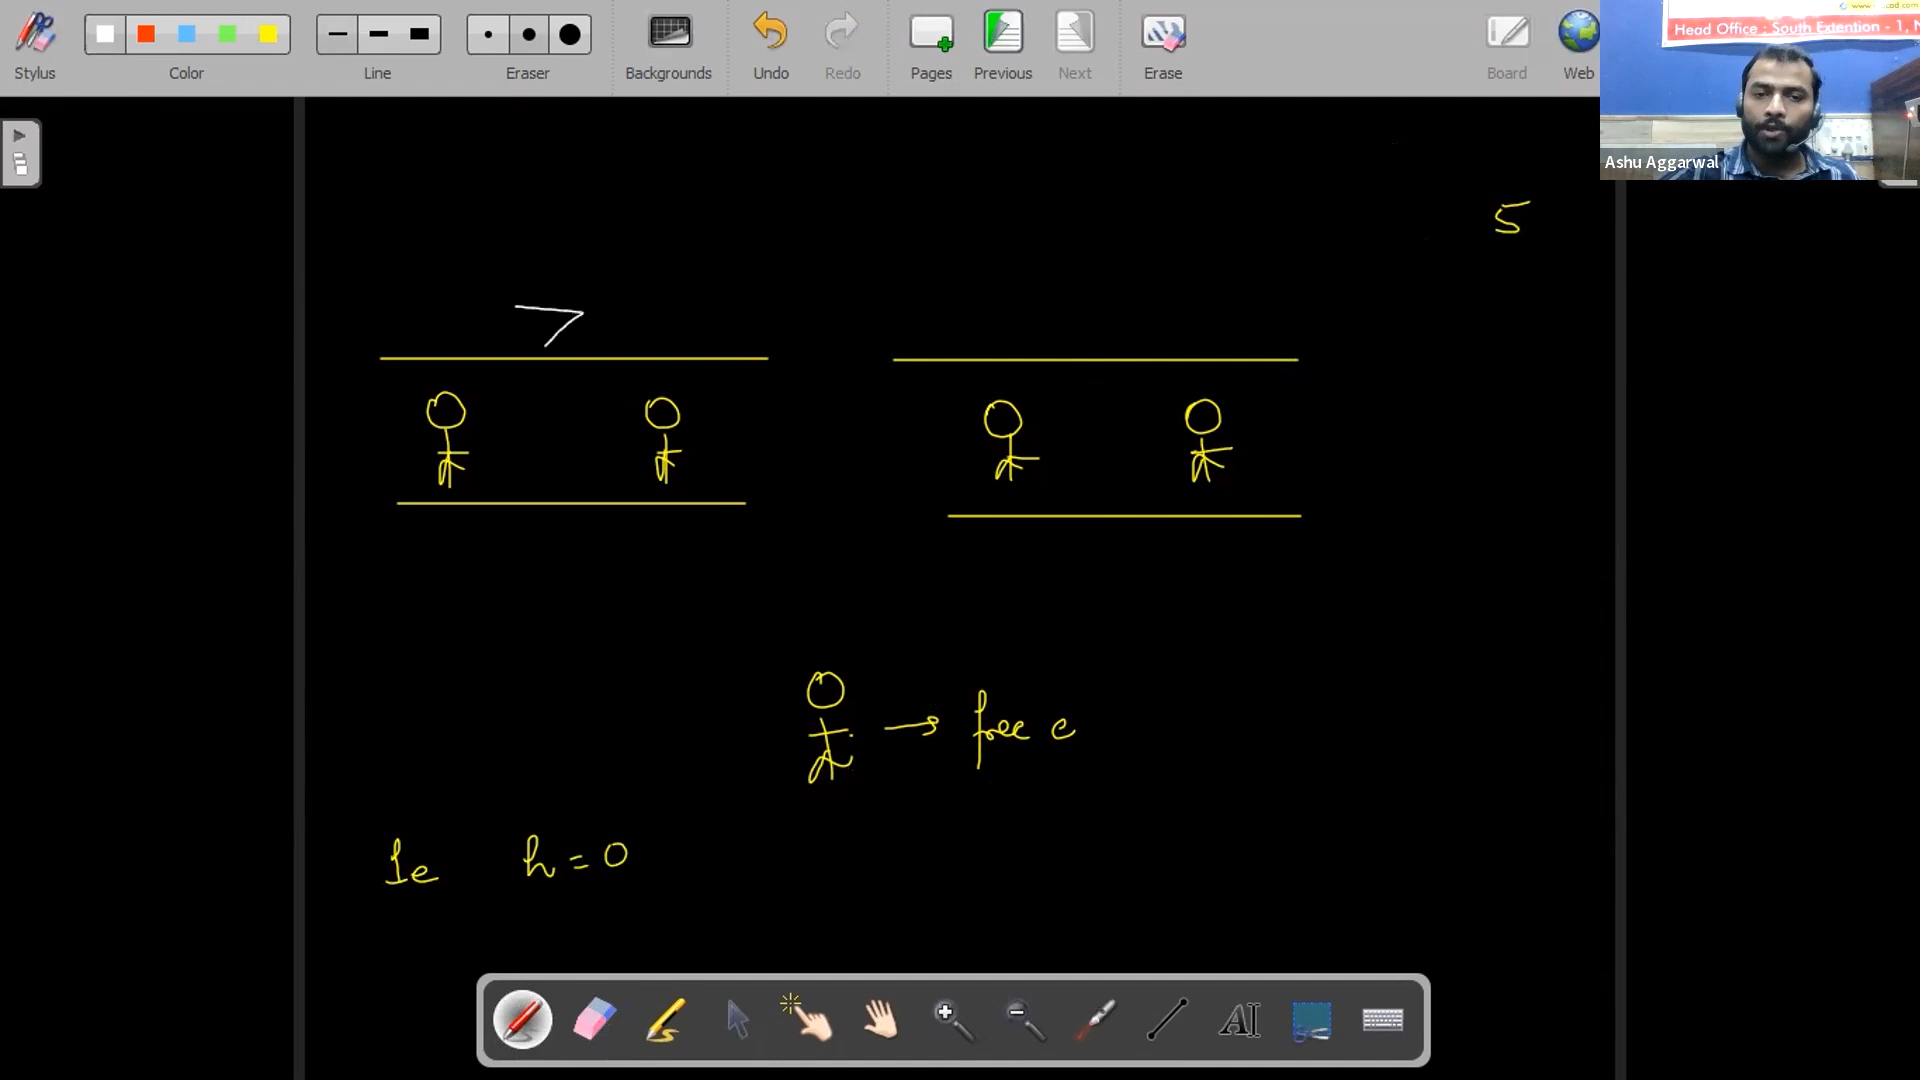 Stylus
Color
Line
Eraser
Backgrounds
Undo
Redo
Pages
Previous
Next
Erase
Board
Web
Head Office : South Extention - 1, N
Ashu Aggarwal
5
→ free e
1e h = 0
AI